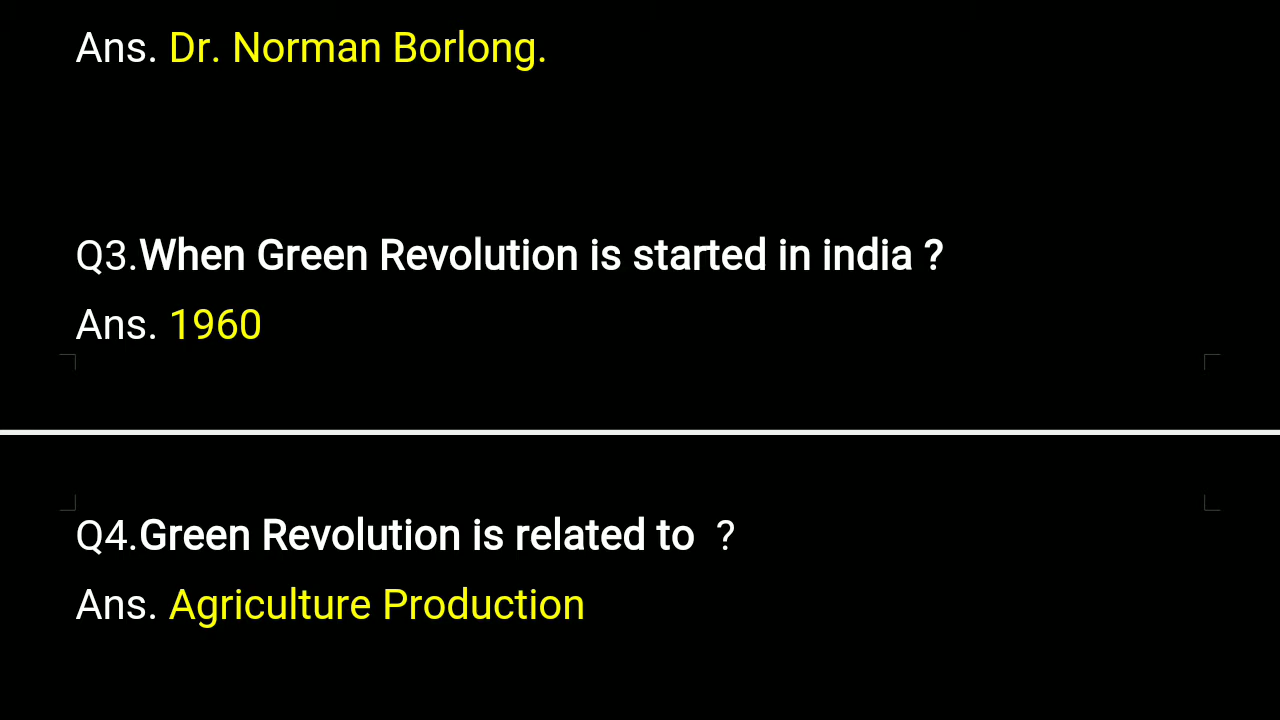 Ans. Dr. Norman Borlong.
Q3.When Green Revolution is started in india ?
Ans. 1960
Q4.Green Revolution is related to ?
Ans. Agriculture Production